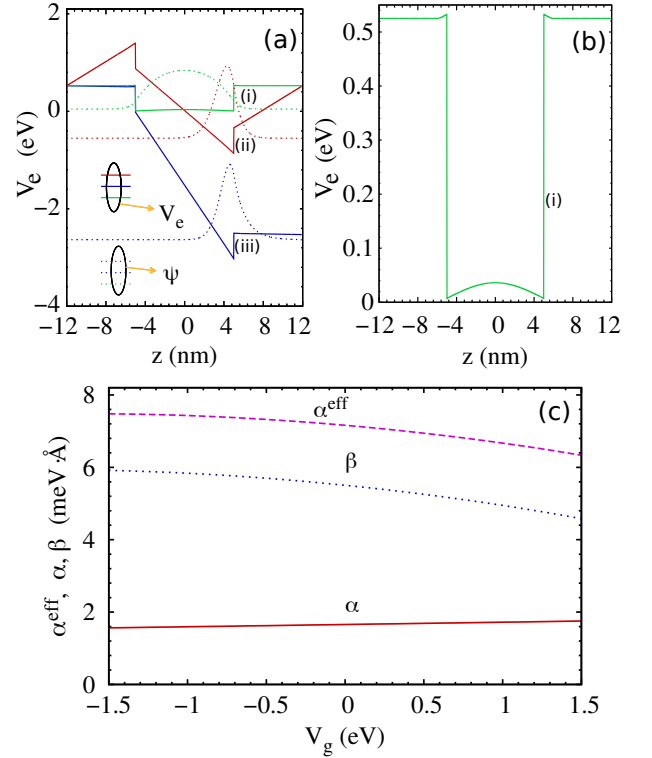 (a)
2
0
−2
−4
V_e (eV)
(i)
(ii)
(iii)
V_e
ψ
−12 −8 −4 0 4 8 12
z (nm)
(b)
0.5
0.4
0.3
0.2
0.1
0
V_e (eV)
(i)
−12 −8 −4 0 4 8 12
z (nm)
(c)
8
6
4
2
0
α^eff, α, β (meV·Å)
α^eff
β
α
−1.5 −1 −0.5 0 0.5 1 1.5
V_g (eV)